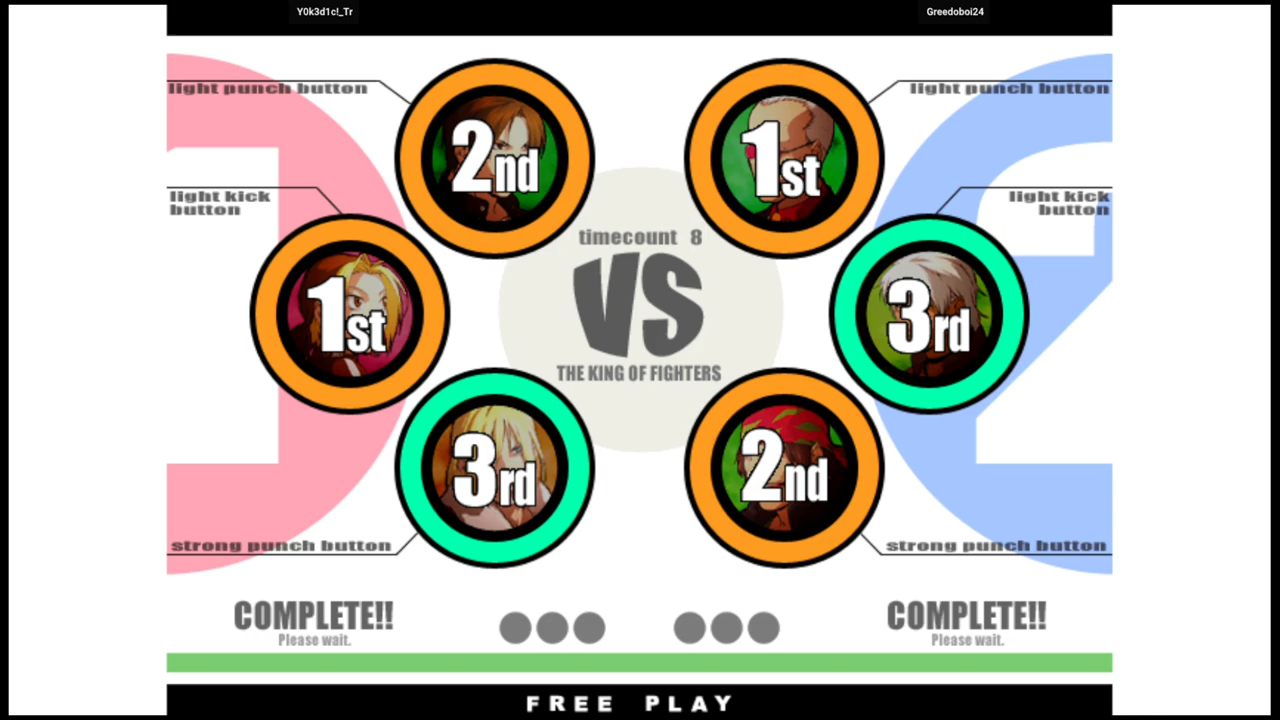 Y0k3d1c!_Tr
Greedoboi24
light punch button
light punch button
2nd
1st
light kick
button
light kick
button
timecount 8
1st
VS
3rd
THE KING OF FIGHTERS
3rd
2nd
strong punch button
strong punch button
COMPLETE!!
Please wait.
COMPLETE!!
Please wait.
FREE PLAY